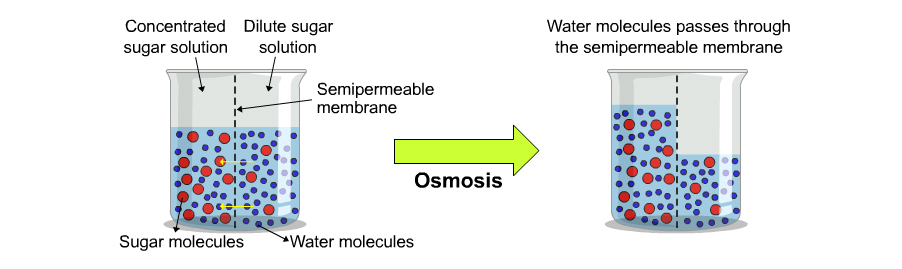 Concentrated
sugar solution
Dilute sugar
solution
Semipermeable
membrane
Sugar molecules
Water molecules
Osmosis
Water molecules passes through
the semipermeable membrane